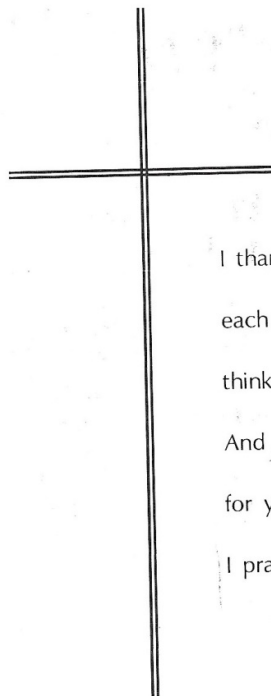 I than
each
think
And
for y
I pra